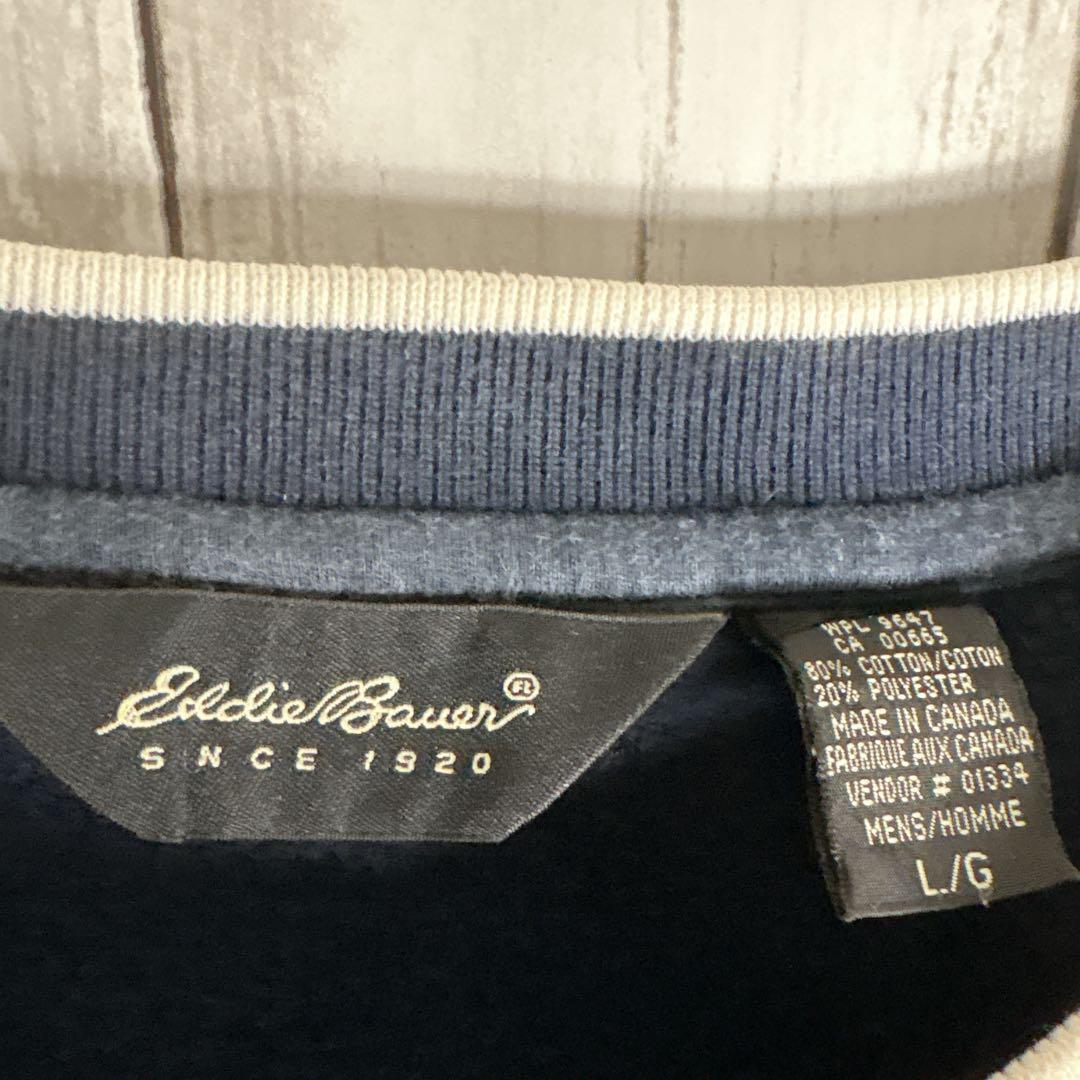 Eddie Bauer®
SINCE 1920
WPL 9647
CA 00665
80% COTTON/COTON
20% POLYESTER
MADE IN CANADA
FABRIQUE AUX CANADA
VENDOR # 01334
MENS/HOMME
L/G